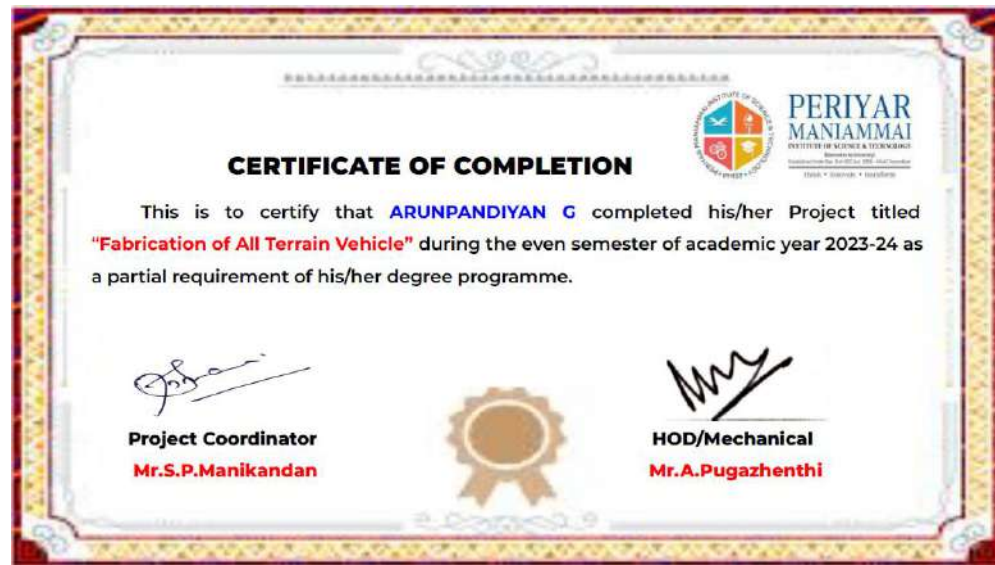 PERIYAR
MANIAMMAI
INSTITUTE OF SCIENCE & TECHNOLOGY
CERTIFICATE OF COMPLETION
This is to certify that ARUNPANDIYAN G completed his/her Project titled
“Fabrication of All Terrain Vehicle” during the even semester of academic year 2023-24 as
a partial requirement of his/her degree programme.
Project Coordinator
HOD/Mechanical
Mr.S.P.Manikandan
Mr.A.Pugazhenthi